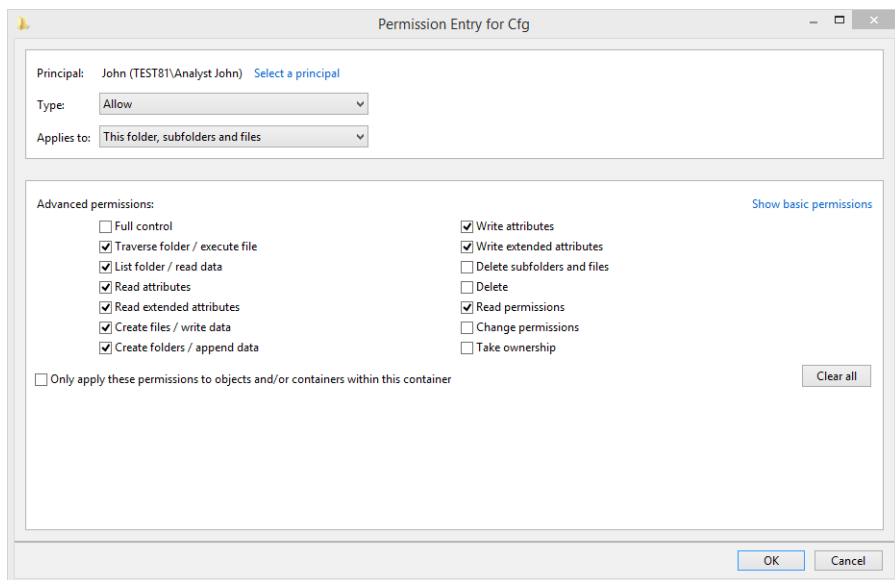 Permission Entry for Cfg
Principal: John (TEST81\Analyst John) Select a principal
Type: Allow
Applies to: This folder, subfolders and files
Advanced permissions: Show basic permissions
Full control Write attributes
Traverse folder / execute file Write extended attributes
List folder / read data Delete subfolders and files
Read attributes Delete
Read extended attributes Read permissions
Create files / write data Change permissions
Create folders / append data Take ownership
Only apply these permissions to objects and/or containers within this container Clear all
OK Cancel